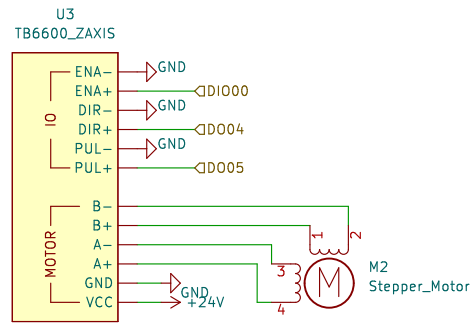 U3
TB6600_ZAXIS
ENA- GND
ENA+ DIO00
DIR- GND
IO
DIR+ DO04
PUL- GND
PUL+ DO05
B-
B+ 1 2
MOTOR
A-
A+ 3
M
M2
Stepper_Motor
GND GND
VCC +24V
4